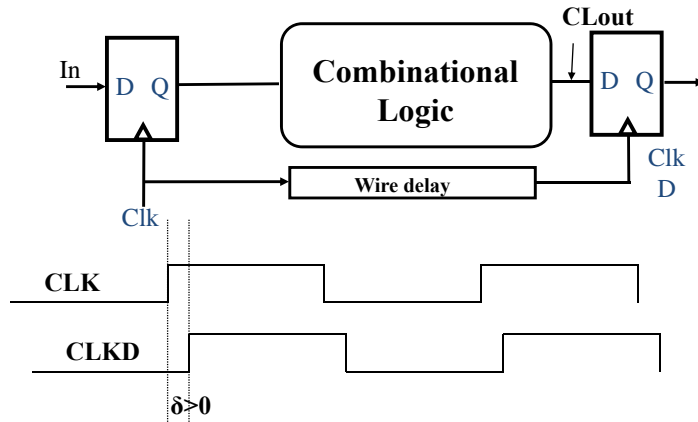 CLout
In
D Q
Combinational
Logic
D Q
Wire delay
Clk
Clk
D
CLK
CLKD
δ>0